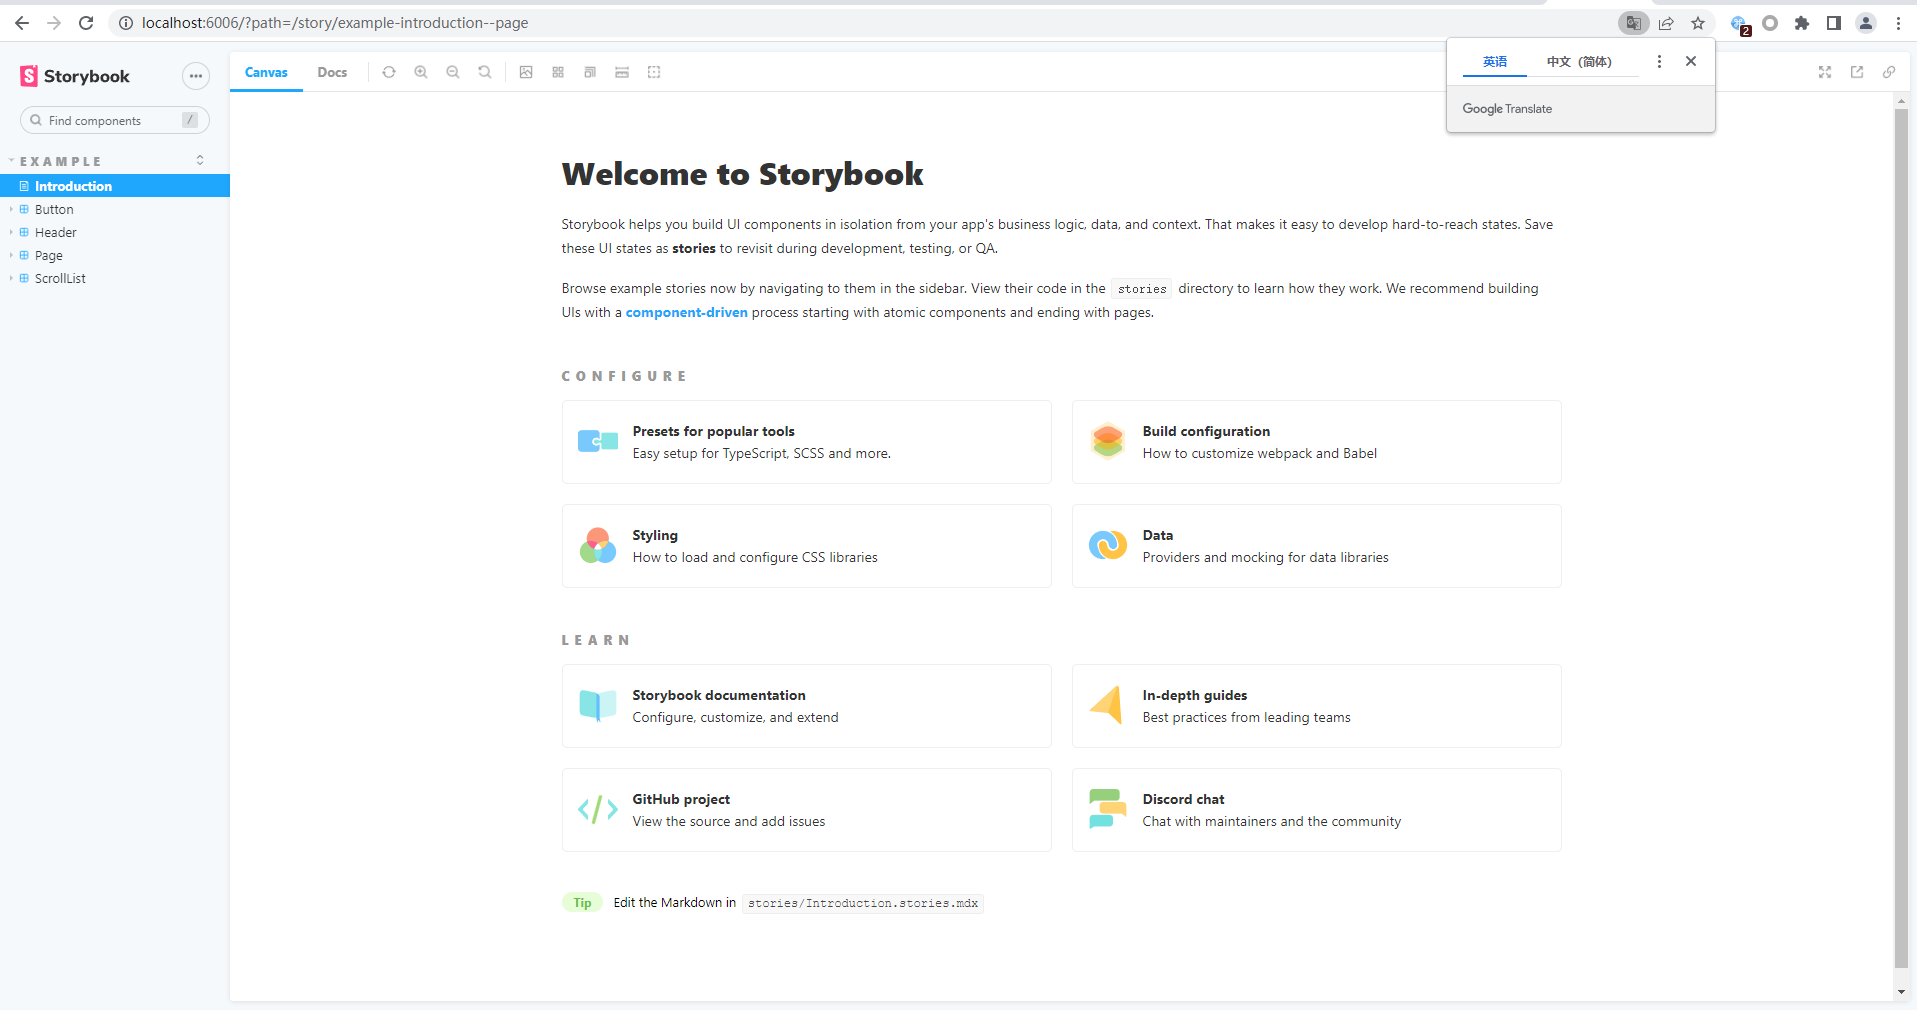 localhost:6006/?path=/story/example-introduction--page
2
英语 中文（简体）
Google Translate
Storybook
Find components /
EXAMPLE
Introduction
Button
Header
Page
ScrollList
Canvas Docs
Welcome to Storybook
Storybook helps you build UI components in isolation from your app's business logic, data, and context. That makes it easy to develop hard-to-reach states. Save
these UI states as stories to revisit during development, testing, or QA.
Browse example stories now by navigating to them in the sidebar. View their code in the stories directory to learn how they work. We recommend building
UIs with a component-driven process starting with atomic components and ending with pages.
CONFIGURE
Presets for popular tools
Easy setup for TypeScript, SCSS and more.
Build configuration
How to customize webpack and Babel
Styling
How to load and configure CSS libraries
Data
Providers and mocking for data libraries
LEARN
Storybook documentation
Configure, customize, and extend
In-depth guides
Best practices from leading teams
GitHub project
View the source and add issues
Discord chat
Chat with maintainers and the community
Tip Edit the Markdown in stories/Introduction.stories.mdx